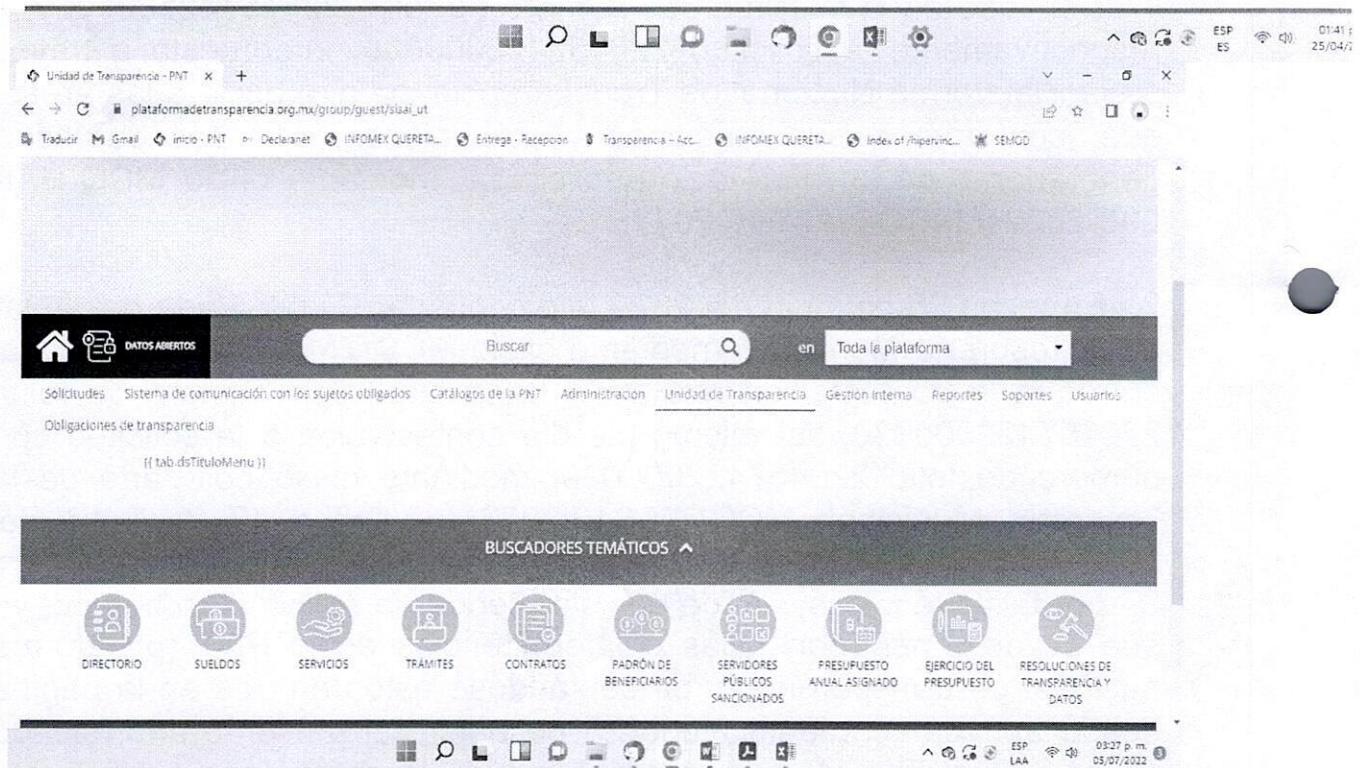 ESP 01:41
ES 25/04/2
Unidad de Transparencia - PNT × +
plataformadetransparencia.org.mx/group/guest/sisai_ut
Traducir Gmail inicio - PNT Declaranet INFOMEX QUERETA... Entrega - Recepcion Transparencia – Acc... INFOMEX QUERETA... Index of /hipervinc... SEMGD
DATOS ABIERTOS Buscar en Toda la plataforma
Solicitudes Sistema de comunicación con los sujetos obligados Catálogos de la PNT Administración Unidad de Transparencia Gestión Interna Reportes Soportes Usuarios
Obligaciones de transparencia
{{ tab.dsTituloMenu }}
BUSCADORES TEMÁTICOS
DIRECTORIO SUELDOS SERVICIOS TRÁMITES CONTRATOS PADRÓN DE SERVIDORES PRESUPUESTO EJERCICIO DEL RESOLUCIONES DE
BENEFICIARIOS PÚBLICOS ANUAL ASIGNADO PRESUPUESTO TRANSPARENCIA Y
SANCIONADOS DATOS
ESP 03:27 p. m.
LAA 05/07/2022 3